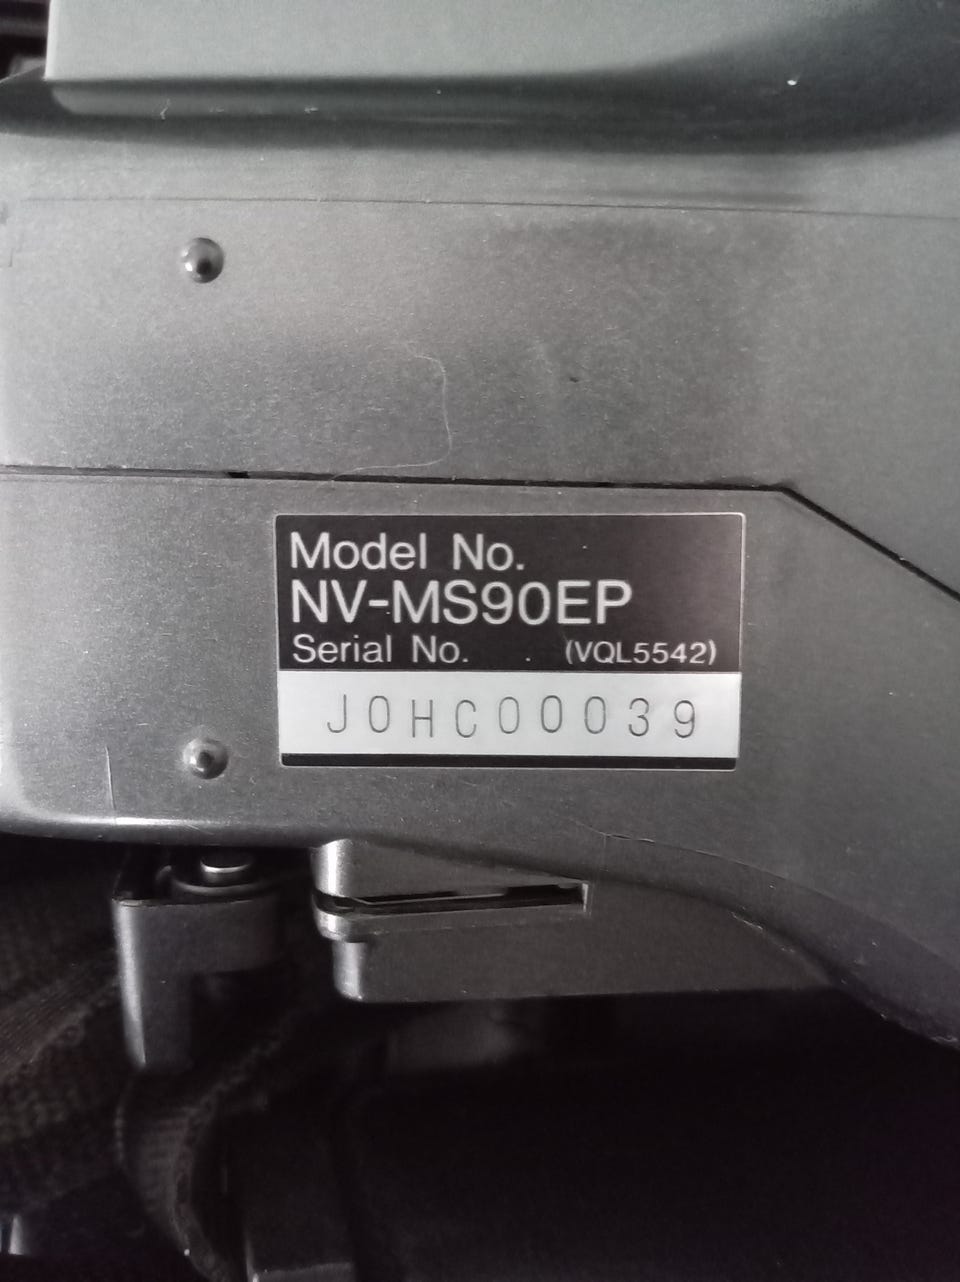 Model No.
NV-MS90EP
Serial No. (VQL5542)
J0HC00039